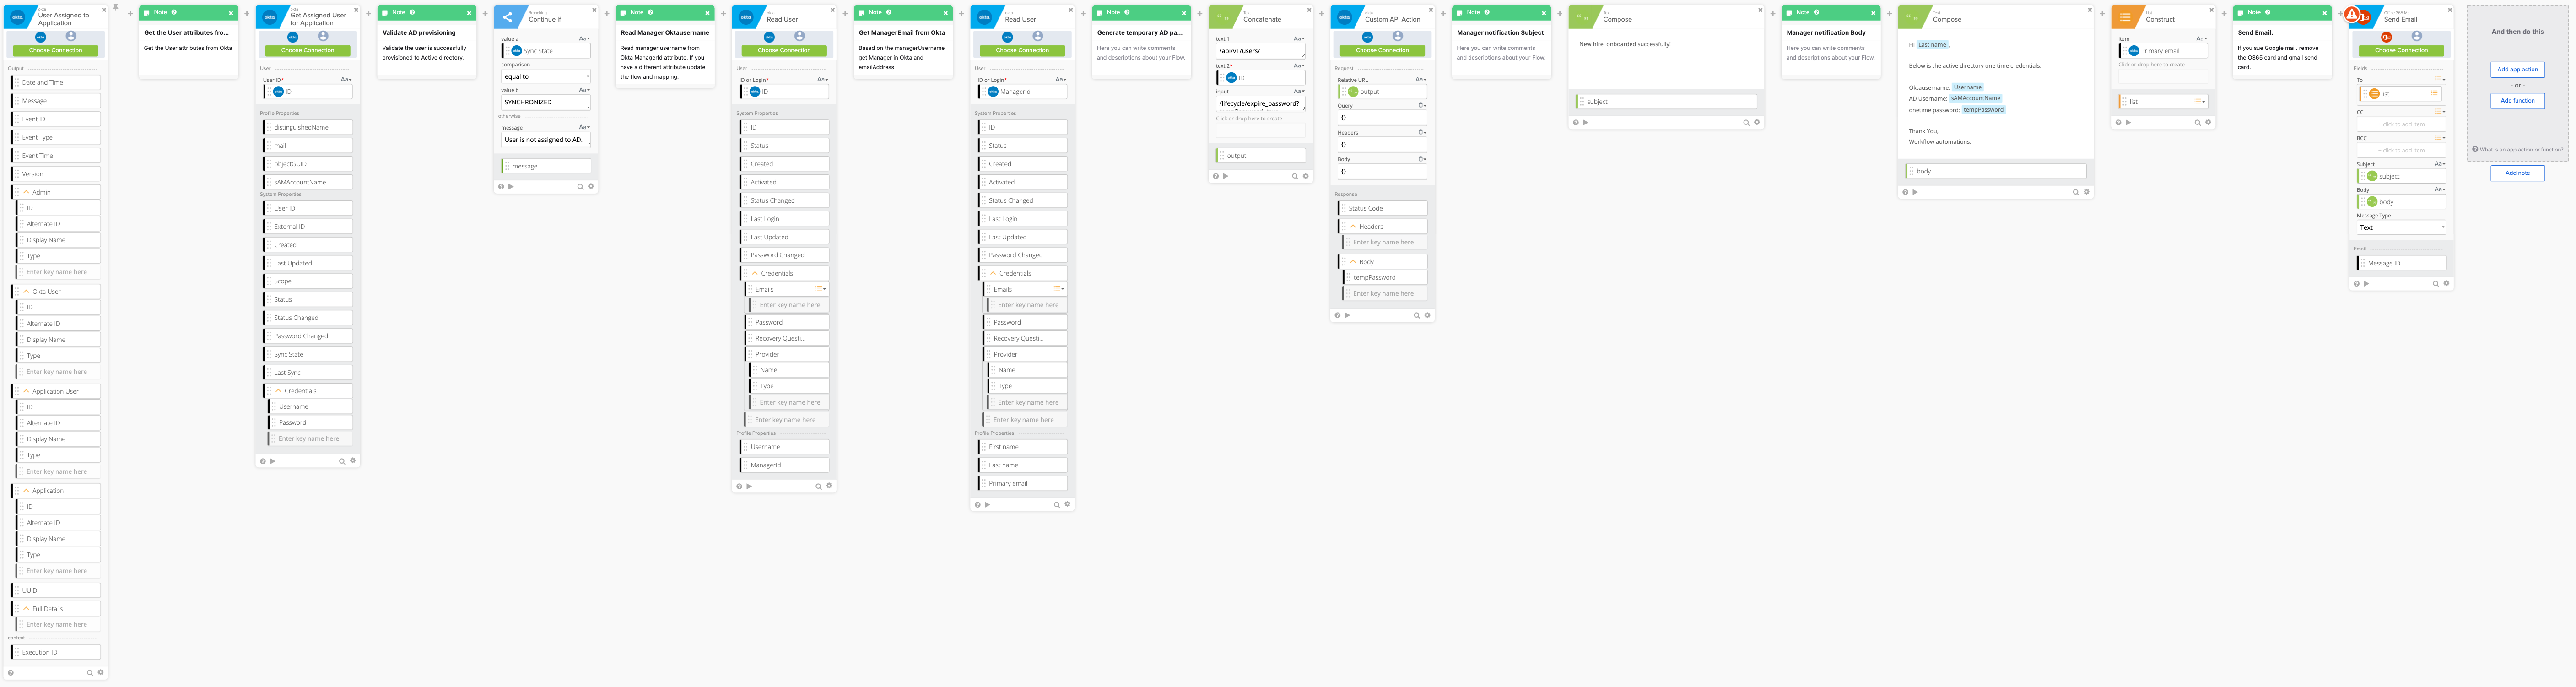 okta
User Assigned to
Application
Choose Connection
Output
Date and Time
Message
Event ID
Event Type
Event Time
Version
Admin
ID
Alternate ID
Display Name
Type
Enter key name here
Okta User
ID
Alternate ID
Display Name
Type
Enter key name here
Application User
ID
Alternate ID
Display Name
Type
Enter key name here
Application
ID
Alternate ID
Display Name
Type
Enter key name here
UUID
Full Details
Enter key name here
context
Execution ID
Note
Get the User attributes fro...
Get the User attributes from Okta
okta
Get Assigned User
for Application
Choose Connection
User
User ID*
ID
Profile Properties
distinguishedName
mail
objectGUID
sAMAccountName
System Properties
User ID
External ID
Created
Last Updated
Scope
Status
Status Changed
Password Changed
Sync State
Last Sync
Credentials
Username
Password
Enter key name here
Note
Validate AD provisioning
Validate the user is successfully
provisioned to Active directory.
Branching
Continue If
value a
Sync State
comparison
equal to
value b
SYNCHRONIZED
otherwise
message
User is not assigned to AD.
message
Note
Read Manager Oktausername
Read manager username from
Okta ManagerId attribute. If you
have a different attribute update
the flow and mapping.
okta
Read User
Choose Connection
User
ID or Login*
ID
System Properties
ID
Status
Created
Activated
Status Changed
Last Login
Last Updated
Password Changed
Credentials
Emails
Enter key name here
Password
Recovery Questi...
Provider
Name
Type
Enter key name here
Enter key name here
Profile Properties
Username
ManagerId
Note
Get ManagerEmail from Okta
Based on the managerUsername
get Manager in Okta and
emailAddress
okta
Read User
Choose Connection
User
ID or Login*
ManagerId
System Properties
ID
Status
Created
Activated
Status Changed
Last Login
Last Updated
Password Changed
Credentials
Emails
Enter key name here
Password
Recovery Questi...
Provider
Name
Type
Enter key name here
Enter key name here
Profile Properties
First name
Last name
Primary email
Note
Generate temporary AD pa...
Here you can write comments
and descriptions about your Flow.
Text
Concatenate
text 1
/api/v1/users/
text 2*
ID
input
/lifecycle/expire_password?
Click or drop here to create
output
okta
Custom API Action
Choose Connection
Request
Relative URL
output
Query
{}
Headers
{}
Body
{}
Response
Status Code
Headers
Enter key name here
Body
tempPassword
Enter key name here
Note
Manager notification Subject
Here you can write comments
and descriptions about your Flow.
Text
Compose
New hire onboarded successfully!
subject
Note
Manager notification Body
Here you can write comments
and descriptions about your Flow.
Text
Compose
Hi Last name ,
Below is the active directory one time credentials.
Oktausername: Username
AD Username: sAMAccountName
onetime password: tempPassword
Thank You,
Workflow automations.
body
List
Construct
item
Primary email
Click or drop here to create
list
Note
Send Email.
If you sue Google mail. remove
the O365 card and gmail send
card.
Office 365 Mail
Send Email
Choose Connection
Fields
To
list
CC
+ click to add item
BCC
+ click to add item
Subject
subject
Body
body
Message Type
Text
Email
Message ID
And then do this
Add app action
- or -
Add function
What is an app action or function?
Add note